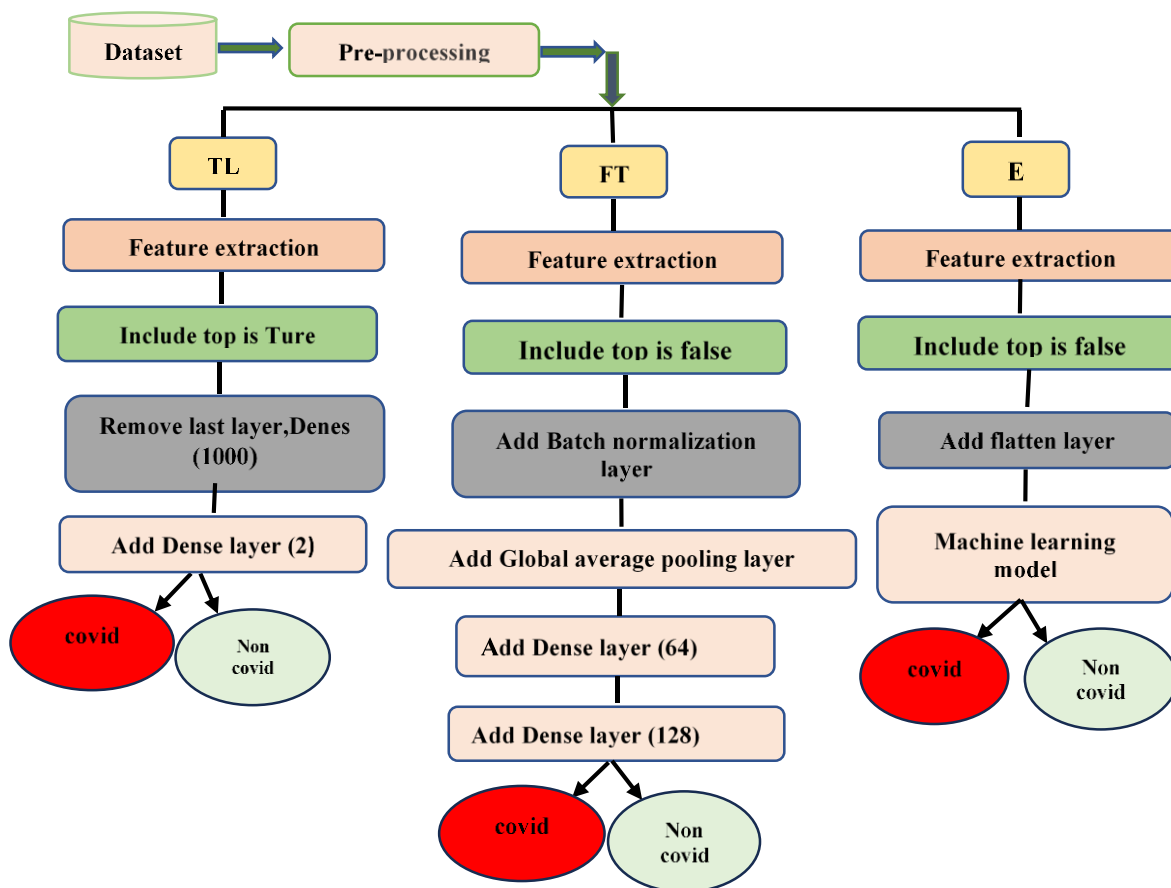 Dataset
Pre-processing
TL
Feature extraction
Include top is Ture
Remove last layer,Denes
(1000)
Add Dense layer (2)
covid
Non
covid
FT
Feature extraction
Include top is false
Add Batch normalization
layer
Add Global average pooling layer
Add Dense layer (64)
Add Dense layer (128)
covid
Non
covid
E
Feature extraction
Include top is false
Add flatten layer
Machine learning
model
covid
Non
covid